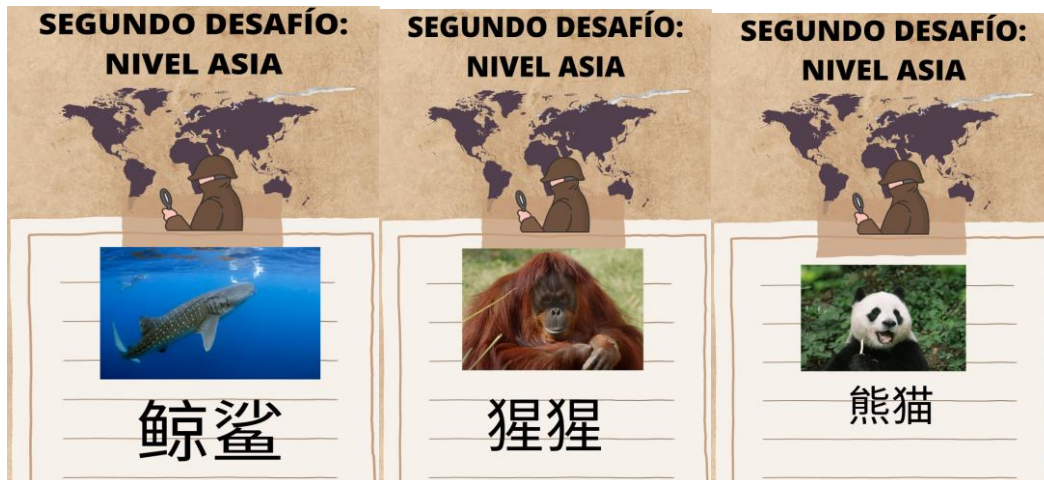 SEGUNDO DESAFÍO:
NIVEL ASIA
鲸鲨
SEGUNDO DESAFÍO:
NIVEL ASIA
猩猩
SEGUNDO DESAFÍO:
NIVEL ASIA
熊猫